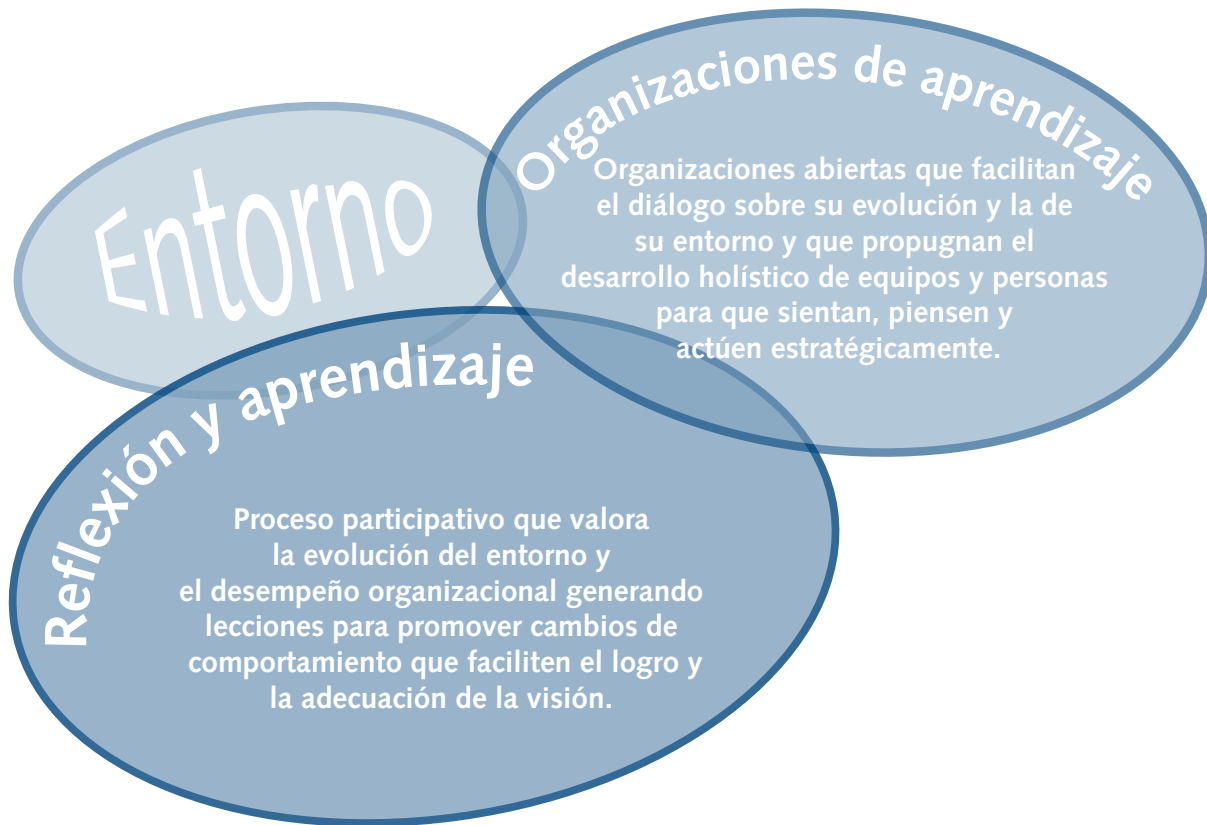 Entorno
Organizaciones de aprendizaje
Organizaciones abiertas que facilitan
el diálogo sobre su evolución y la de
su entorno y que propugnan el
desarrollo holístico de equipos y personas
para que sientan, piensen y
actúen estratégicamente.
Reflexión y aprendizaje
Proceso participativo que valora
la evolución del entorno y
el desempeño organizacional generando
lecciones para promover cambios de
comportamiento que faciliten el logro y
la adecuación de la visión.